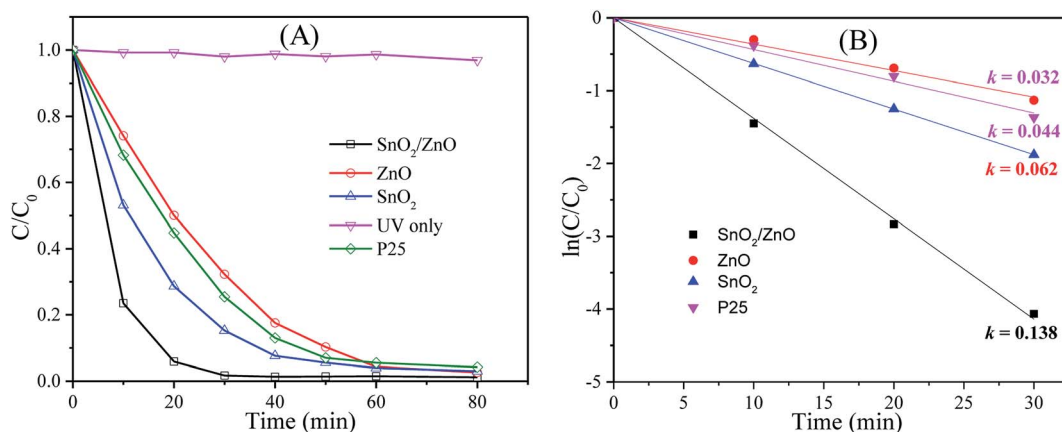 (A)
C/C₀
1.0
0.8
0.6
0.4
0.2
0.0
SnO₂/ZnO
ZnO
SnO₂
UV only
P25
0 20 40 60 80
Time (min)
(B)
ln(C/C₀)
0
-1
-2
-3
-4
-5
k = 0.032
k = 0.044
k = 0.062
SnO₂/ZnO
ZnO
SnO₂
P25
k = 0.138
0 5 10 15 20 25 30
Time (min)